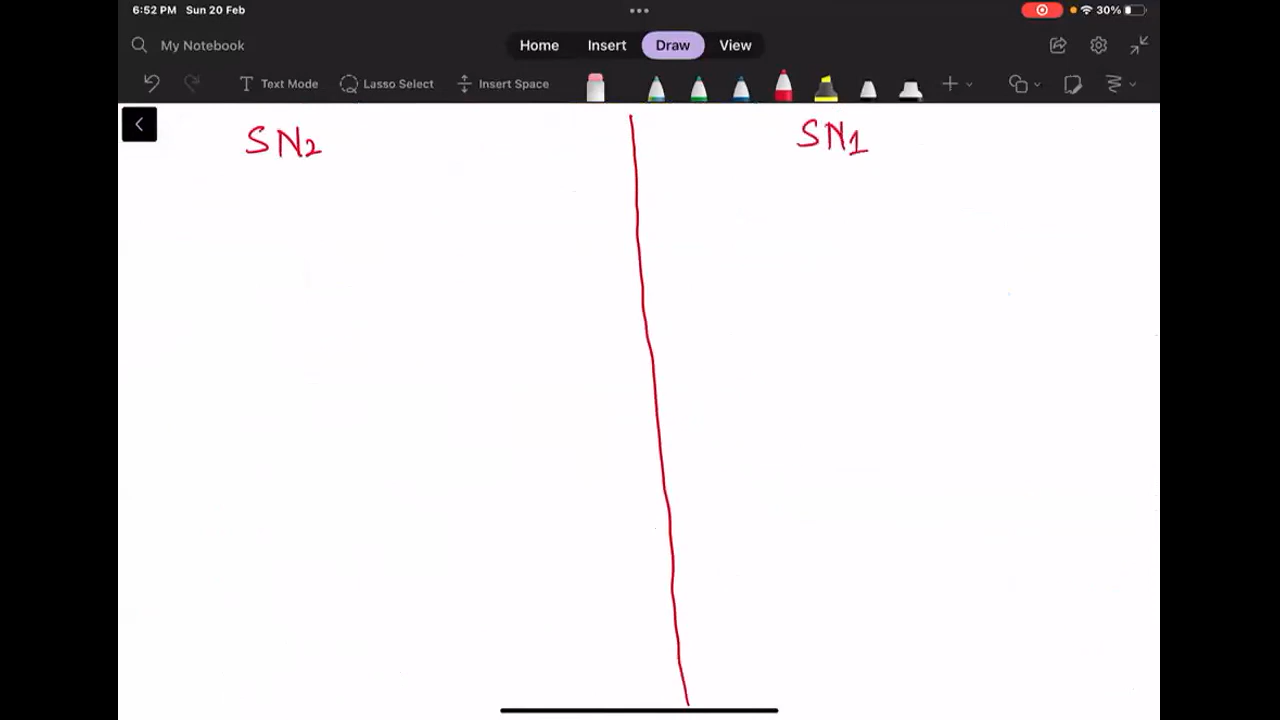 6:52 PM Sun 20 Feb
30%
My Notebook
Home Insert Draw View
Text Mode Lasso Select Insert Space
SN2
SN1